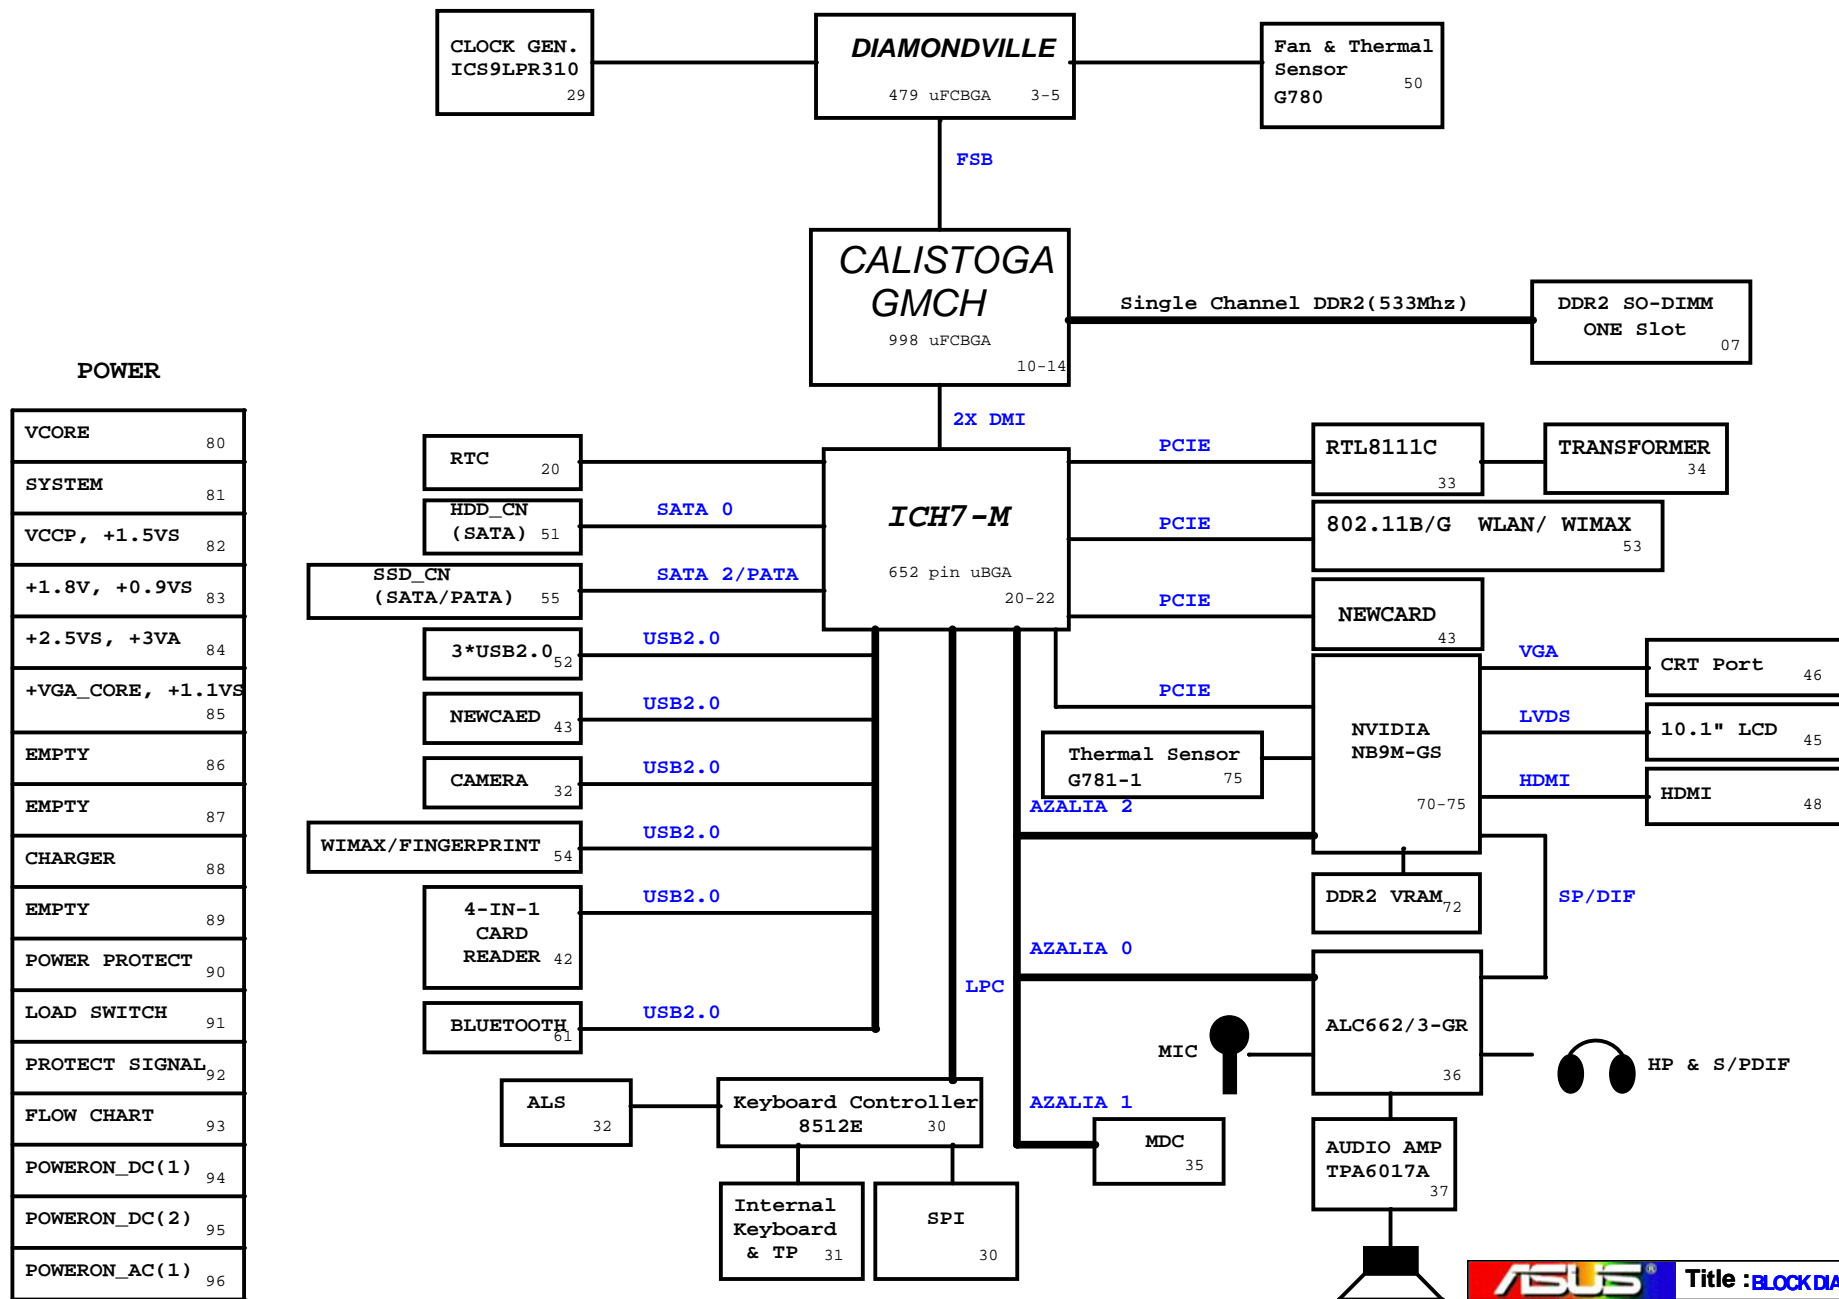 CLOCK GEN.
ICS9LPR310
29
DIAMONDVILLE
479 uFCBGA 3-5
Fan & Thermal
Sensor
50
G780
FSB
CALISTOGA
GMCH
998 uFCBGA
10-14
Single Channel DDR2(533Mhz)
DDR2 SO-DIMM
ONE Slot
07
2X DMI
POWER
VCORE 80
SYSTEM 81
VCCP, +1.5VS 82
+1.8V, +0.9VS 83
+2.5VS, +3VA 84
+VGA_CORE, +1.1VS
85
EMPTY 86
EMPTY 87
CHARGER 88
EMPTY 89
POWER PROTECT 90
LOAD SWITCH 91
PROTECT SIGNAL 92
FLOW CHART 93
POWERON_DC(1) 94
POWERON_DC(2) 95
POWERON_AC(1) 96
RTC 20
HDD_CN
(SATA) 51
SATA 0
SSD_CN
(SATA/PATA) 55
SATA 2/PATA
3*USB2.0 52
USB2.0
NEWCAED 43
USB2.0
CAMERA 32
USB2.0
WIMAX/FINGERPRINT 54
USB2.0
4-IN-1
CARD
READER 42
USB2.0
BLUETOOTH 61
USB2.0
ICH7-M
652 pin uBGA
20-22
PCIE
RTL8111C
33
TRANSFORMER
34
PCIE
802.11B/G WLAN/ WIMAX
53
PCIE
NEWCARD
43
PCIE
NVIDIA
NB9M-GS
70-75
Thermal Sensor
G781-1 75
VGA
CRT Port 46
LVDS
10.1" LCD 45
HDMI
HDMI 48
AZALIA 2
DDR2 VRAM 72
SP/DIF
AZALIA 0
LPC
ALC662/3-GR
36
MIC
HP & S/PDIF
AZALIA 1
MDC
35
AUDIO AMP
TPA6017A
37
ALS
32
Keyboard Controller
8512E 30
Internal
Keyboard
& TP 31
SPI
30
ASUS®
Title : BLOCK DIA